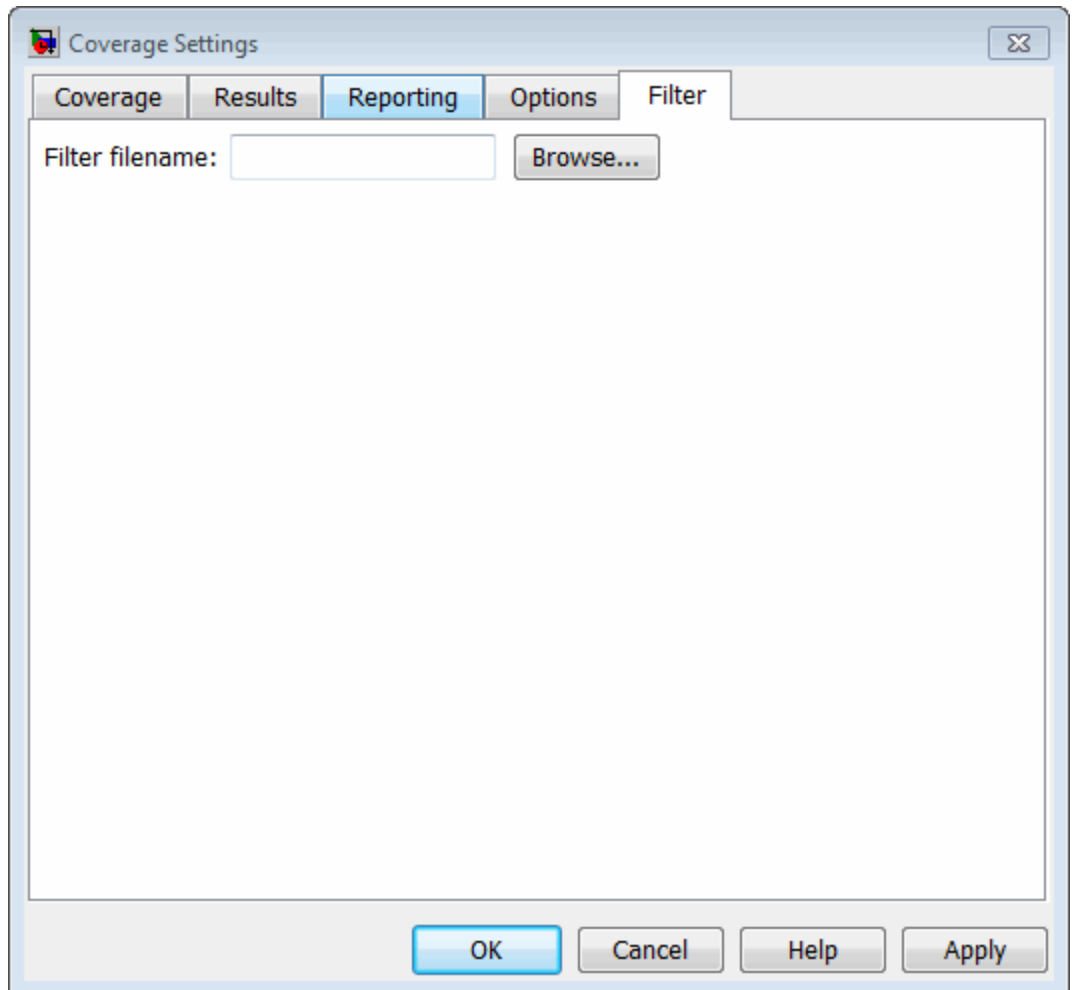 Coverage Settings
Coverage Results Reporting Options Filter
Filter filename: Browse...
OK Cancel Help Apply